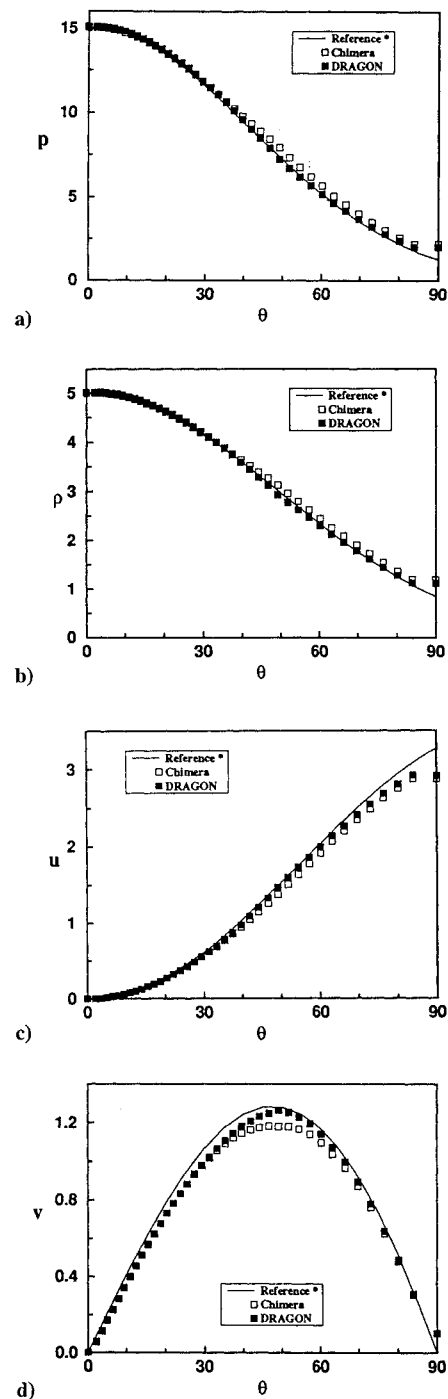 15
10
5
0
p
Reference *
Chimera
DRAGON
0 30 60 90
θ
a)
5
4
3
2
1
0
ρ
Reference *
Chimera
DRAGON
0 30 60 90
θ
b)
3
2
1
0
u
Reference *
Chimera
DRAGON
0 30 60 90
θ
c)
1.2
0.8
0.4
0.0
v
Reference *
Chimera
DRAGON
0 30 60 90
θ
d)